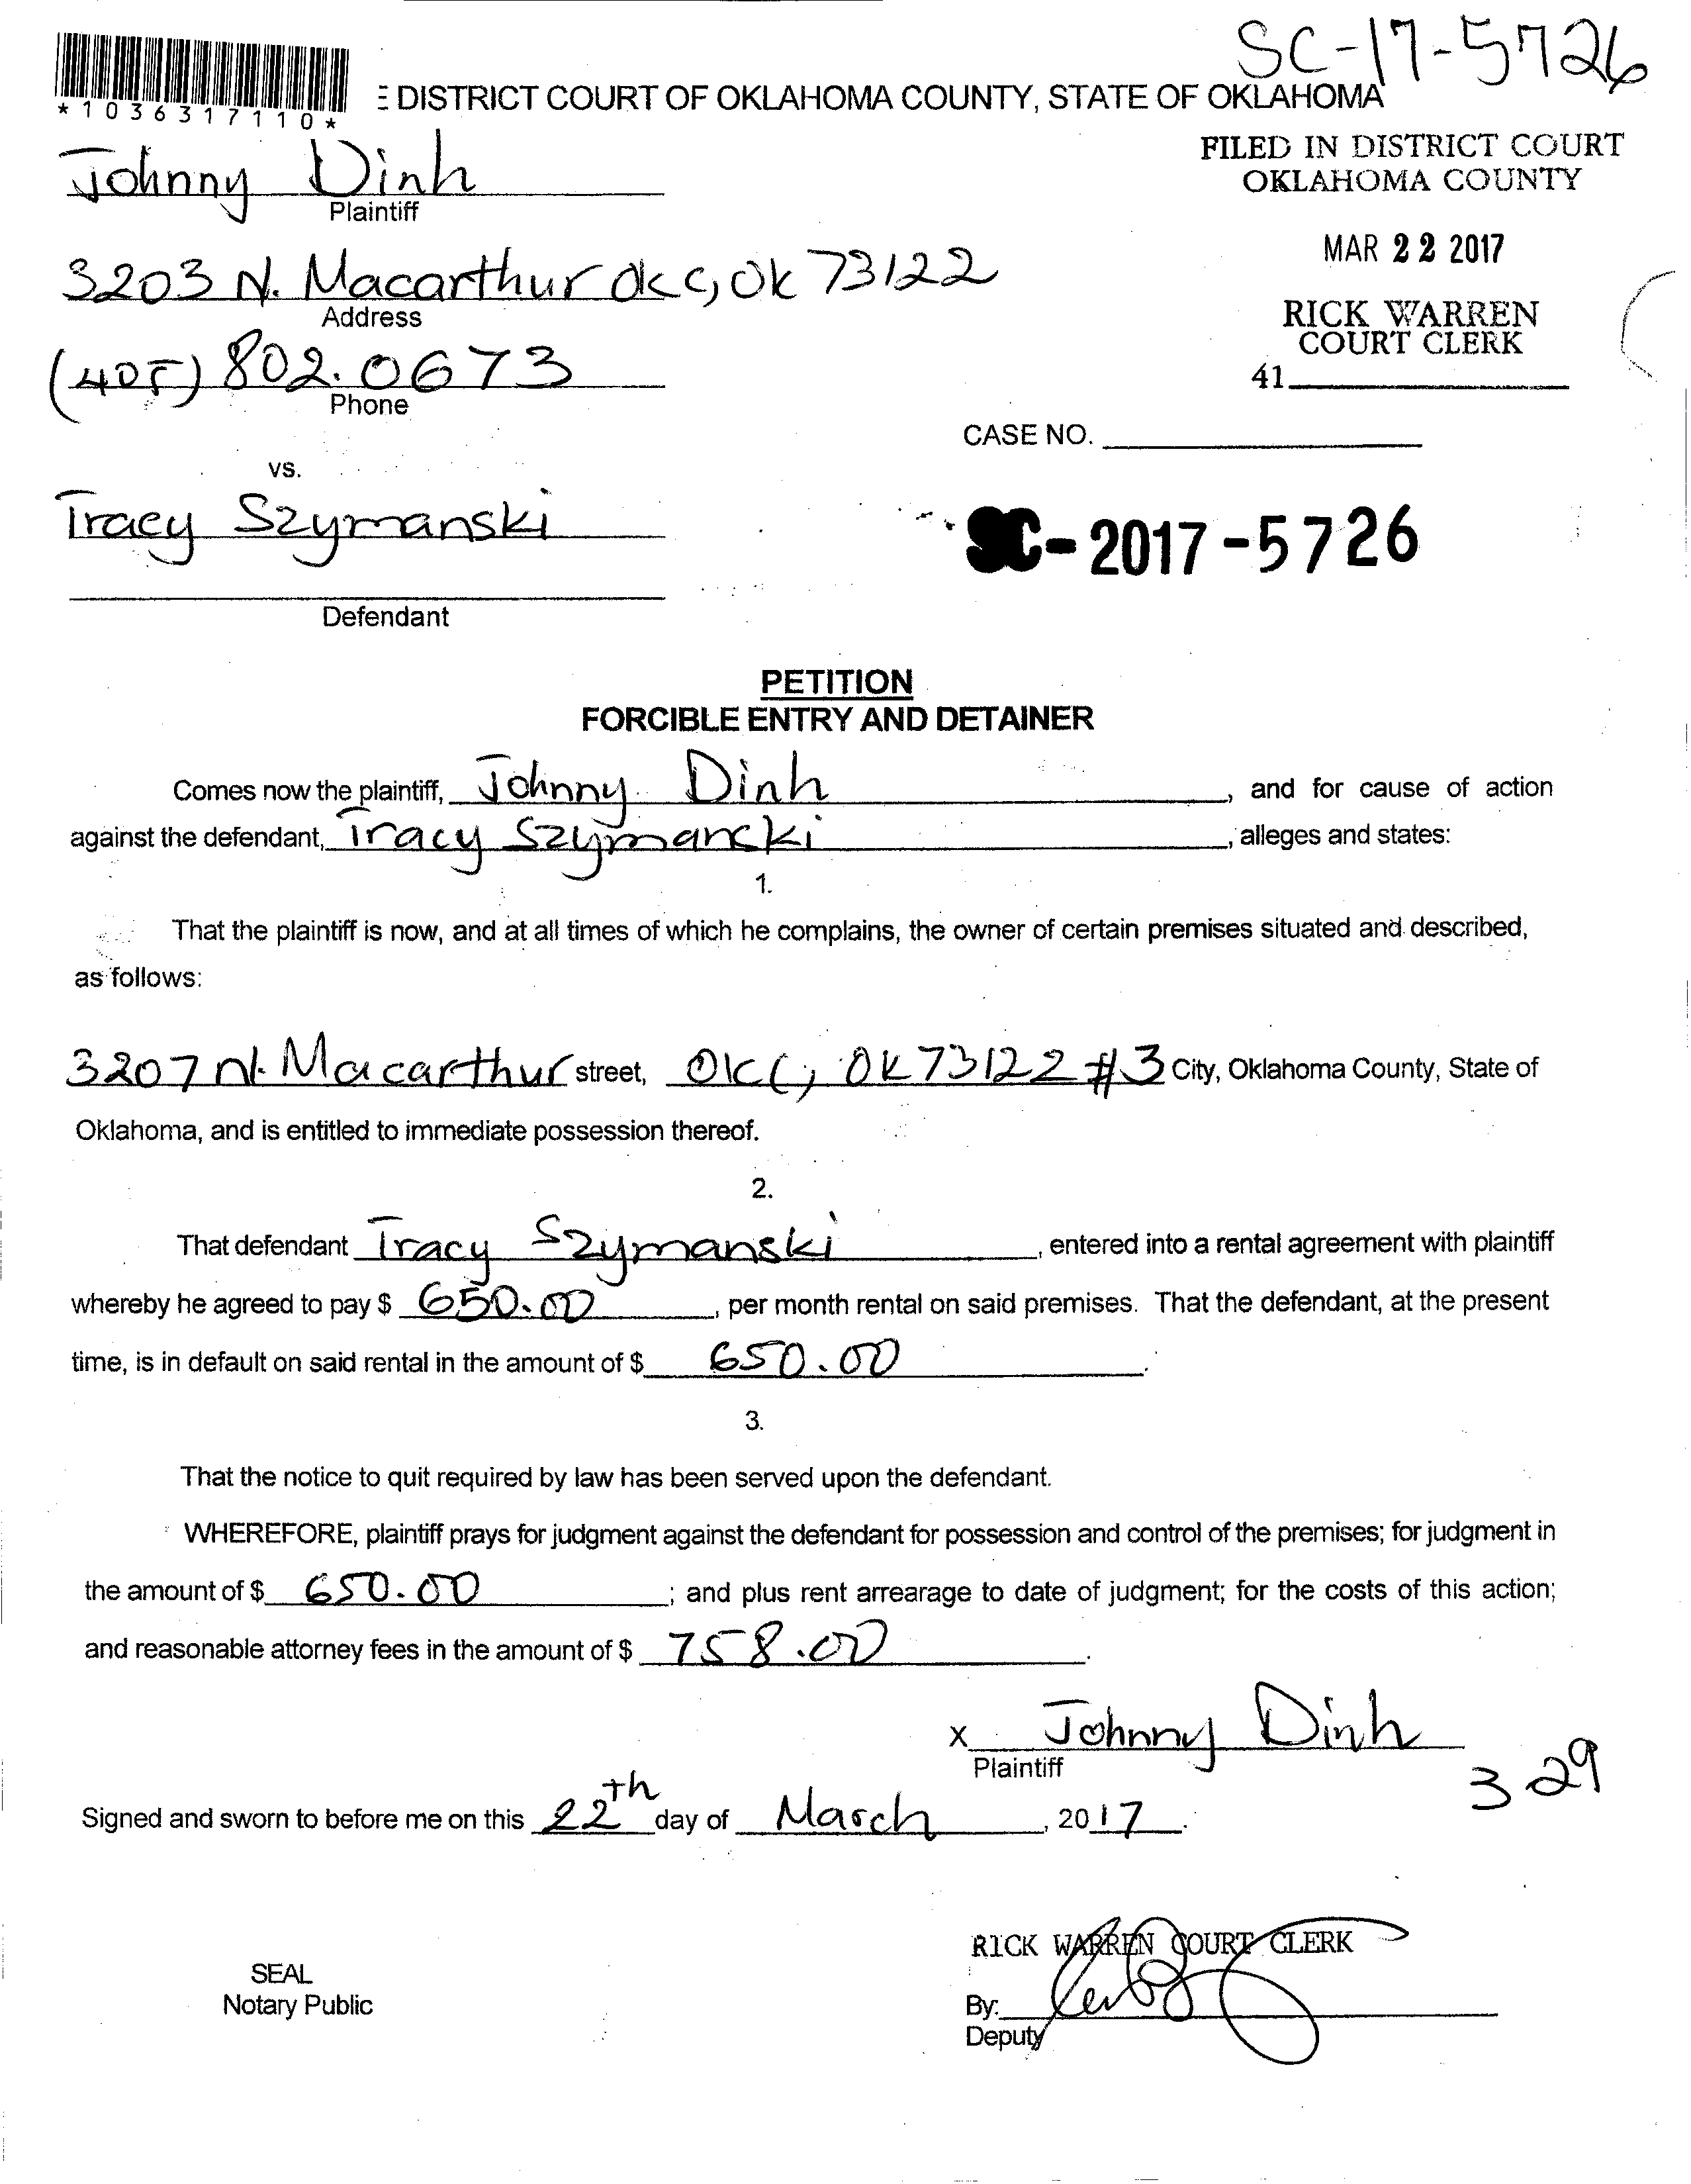 SC-17-5726
*1036317110*
E DISTRICT COURT OF OKLAHOMA COUNTY, STATE OF OKLAHOMA
FILED IN DISTRICT COURT
OKLAHOMA COUNTY
Johnny Dinh
Plaintiff
MAR 22 2017
3203 N. Macarthur OKC, OK 73122
Address
RICK WARREN
COURT CLERK
(405) 802.0673
Phone
41
CASE NO.
vs.
Tracy Szymanski
SC-2017-5726
Defendant
PETITION
FORCIBLE ENTRY AND DETAINER
Comes now the plaintiff, Johnny Dinh, and for cause of action
against the defendant, Tracy Szymancki, alleges and states:
1.
That the plaintiff is now, and at all times of which he complains, the owner of certain premises situated and described,
as follows:
3207 N. Macarthur street, OKC, OK 73122 #3 City, Oklahoma County, State of
Oklahoma, and is entitled to immediate possession thereof.
2.
That defendant Tracy Szymanski, entered into a rental agreement with plaintiff
whereby he agreed to pay $ 650.00, per month rental on said premises. That the defendant, at the present
time, is in default on said rental in the amount of $ 650.00.
3.
That the notice to quit required by law has been served upon the defendant.
WHEREFORE, plaintiff prays for judgment against the defendant for possession and control of the premises; for judgment in
the amount of $ 650.00; and plus rent arrearage to date of judgment; for the costs of this action;
and reasonable attorney fees in the amount of $ 758.00.
X Johnny Dinh
Plaintiff
3 29
Signed and sworn to before me on this 22th day of March, 2017.
RICK WARREN COURT CLERK
SEAL
Notary Public
By:
Deputy